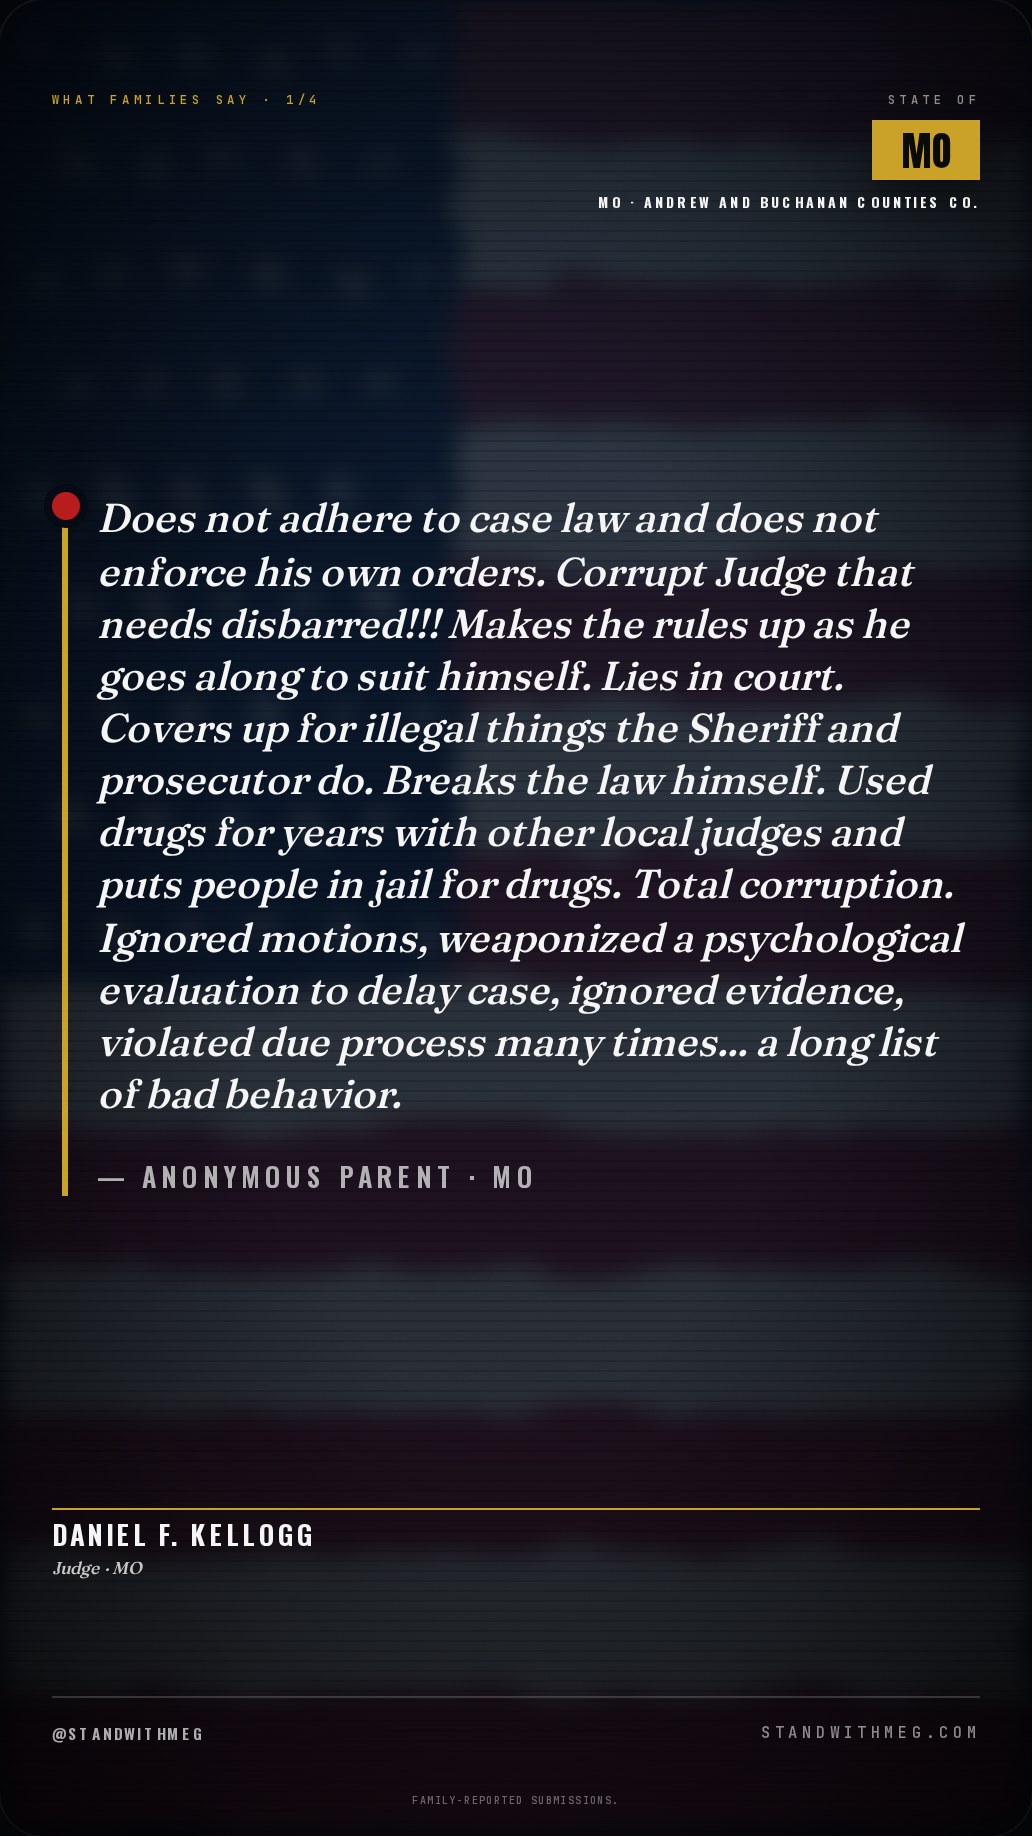 WHAT FAMILIES SAY · 1/4
STATE OF
MO
MO · ANDREW AND BUCHANAN COUNTIES CO.
Does not adhere to case law and does not
enforce his own orders. Corrupt Judge that
needs disbarred!!! Makes the rules up as he
goes along to suit himself. Lies in court.
Covers up for illegal things the Sheriff and
prosecutor do. Breaks the law himself. Used
drugs for years with other local judges and
puts people in jail for drugs. Total corruption.
Ignored motions, weaponized a psychological
evaluation to delay case, ignored evidence,
violated due process many times... a long list
of bad behavior.
— ANONYMOUS PARENT · MO
DANIEL F. KELLOGG
Judge · MO
@STANDWITHMEG
STANDWITHMEG.COM
FAMILY-REPORTED SUBMISSIONS.